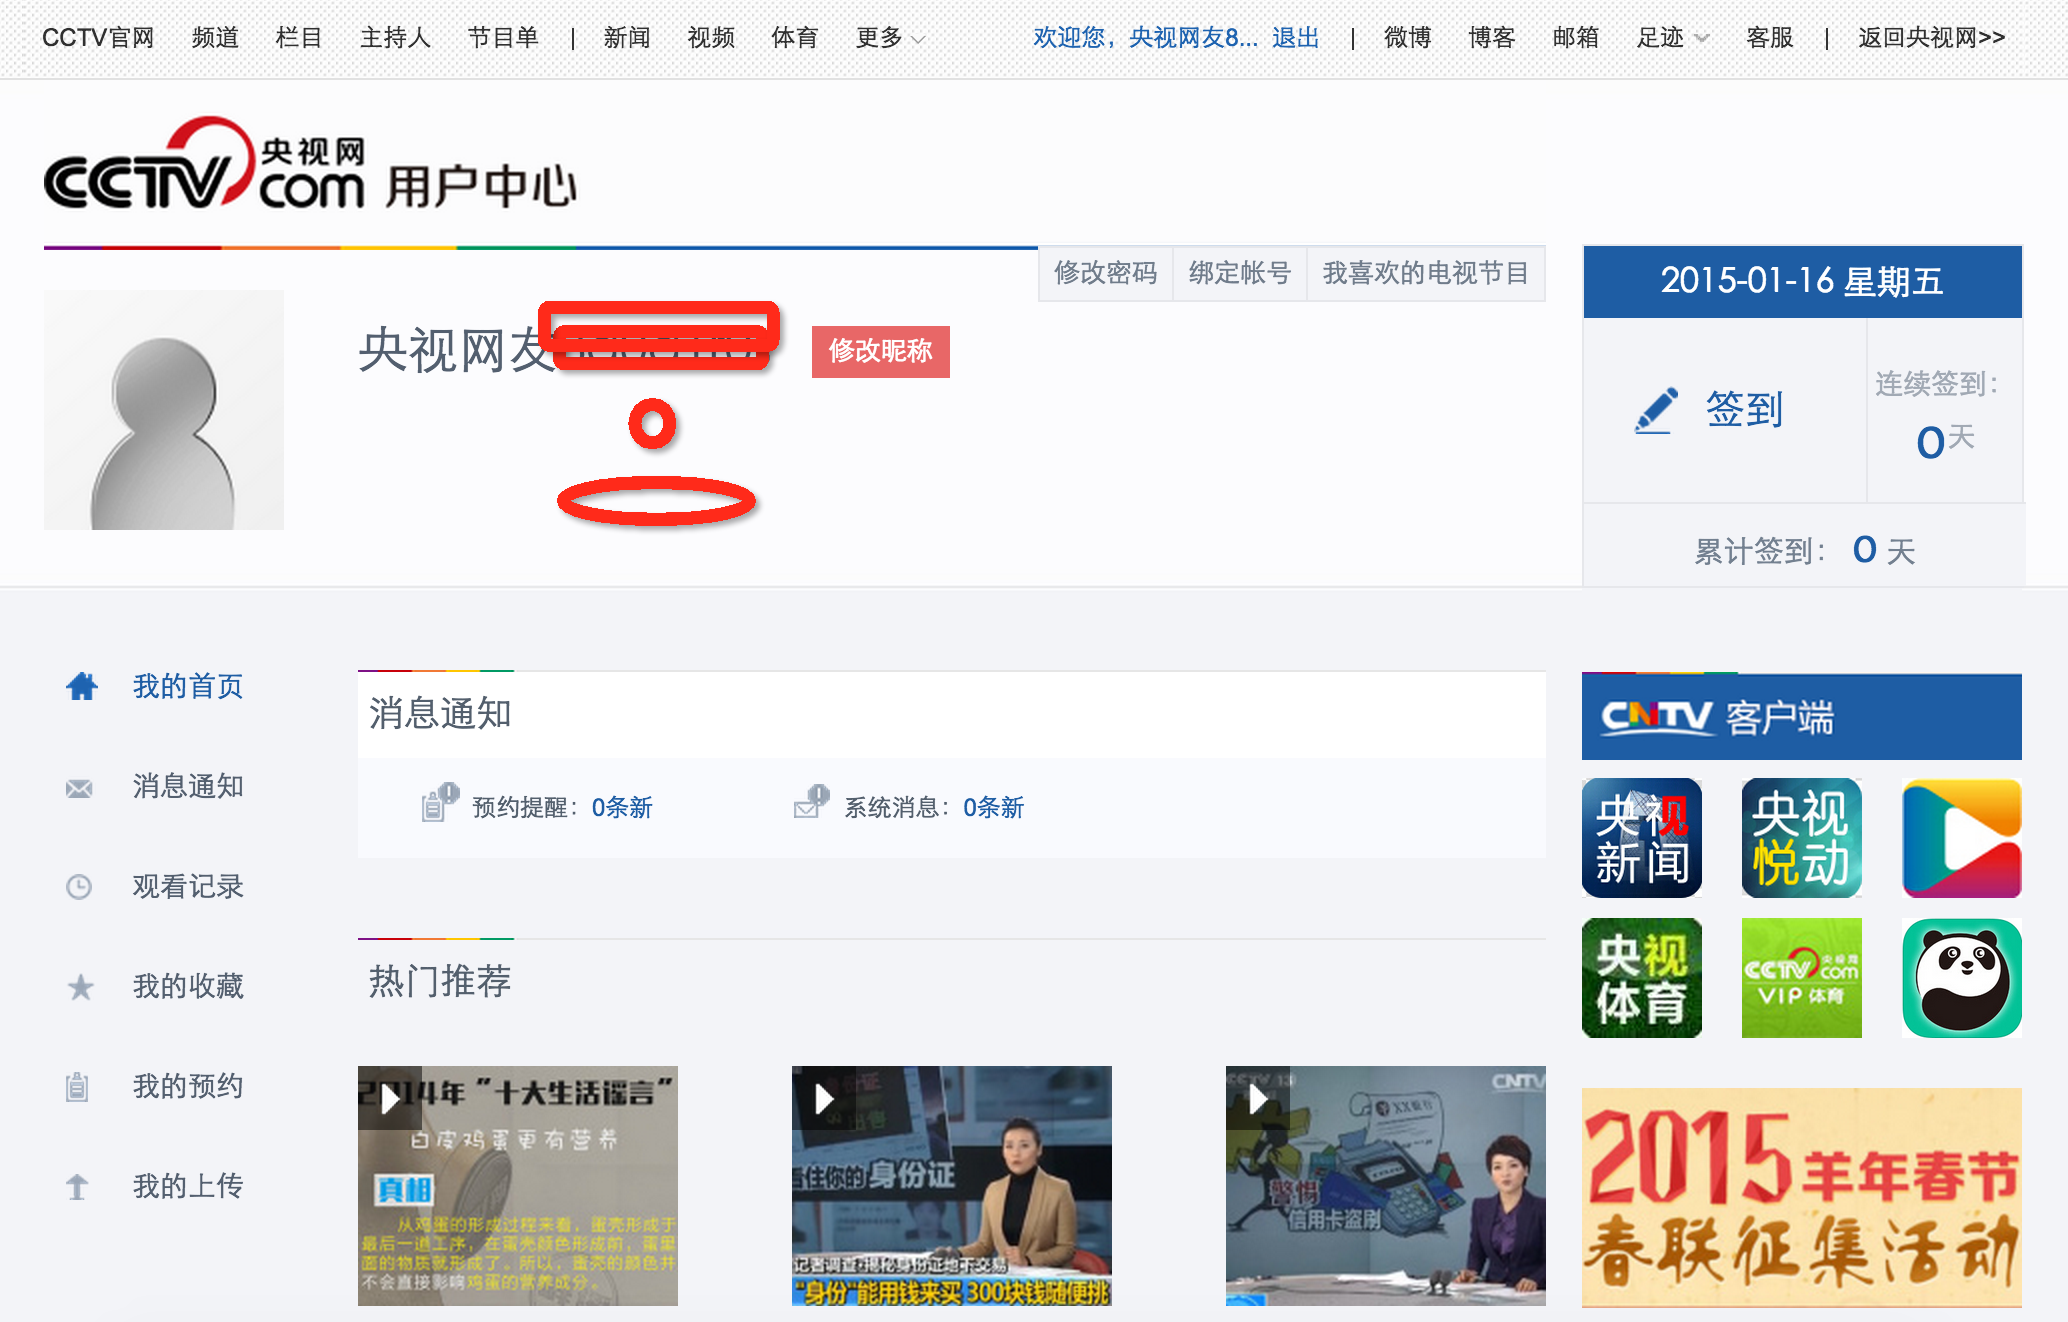 CCTV官网 频道 栏目 主持人 节目单 | 新闻 视频 体育 更多 欢迎您，央视网友8... 退出 | 微博 博客 邮箱 足迹 客服 | 返回央视网>>
CCTV.com 央视网 用户中心
修改密码 绑定帐号 我喜欢的电视节目
2015-01-16 星期五
央视网友
修改昵称
签到
连续签到：
0天
累计签到： 0 天
我的首页
消息通知
观看记录
我的收藏
我的预约
我的上传
消息通知
预约提醒：0条新
系统消息：0条新
热门推荐
2014年“十大生活谣言”
白皮鸡蛋更有营养
真相
从鸡蛋的形成过程来看，蛋壳形成于
最后一道工序，在蛋壳颜色形成前，蛋里
面的物质就形成了。所以，蛋壳的颜色并
不会直接影响鸡蛋的营养成分。
看住你的身份证
记者调查·揭秘身份证地下交易
“身份”能用钱来买 300块钱随便挑
CCTV 13
CNTV
XX银行
警惕
信用卡盗刷
CNTV 客户端
央视
新闻
央视
悦动
央视
体育
CCTV.com 央视网
VIP 体育
2015羊年春节
春联征集活动